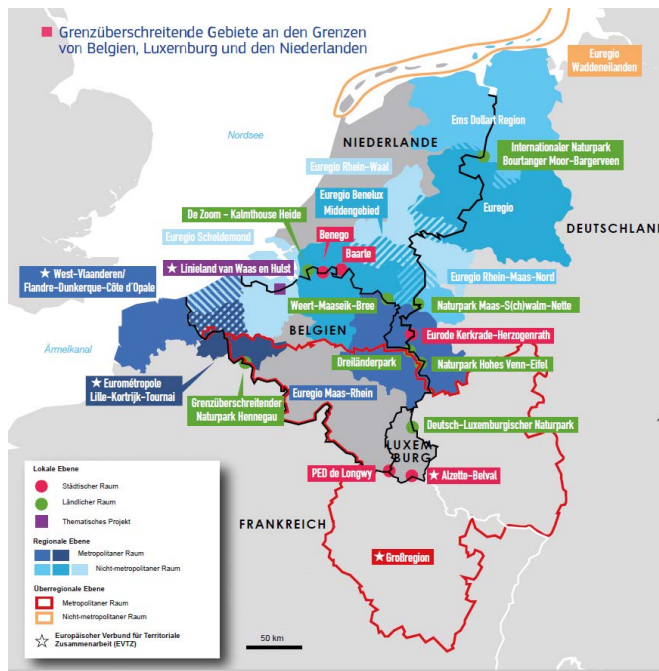 Grenzüberschreitende Gebiete an den Grenzen
von Belgien, Luxemburg und den Niederlanden
Euregio
Waddeneilanden
Nordsee
Ems Dollart Region
NIEDERLANDE
Internationaler Naturpark
Bourtanger Moor-Bargerveen
Euregio Rhein-Waal
Euregio Benelux
Middengebied
Euregio
De Zoom – Kalmthouse Heide
DEUTSCHLAND
Benego
Euregio Scheldemond
Baarle
Linieland van Waas en Hulst
Euregio Rhein-Maas-Nord
West-Vlaanderen/
Flandre-Dunkerque-Côte d'Opale
Weert-Maaseik-Bree
Naturpark Maas-S(ch)walm-Nette
BELGIEN
Eurode Kerkrade-Herzogenrath
Ärmelkanal
Dreiländerpark
Naturpark Hohes Venn-Eifel
Eurométropole
Lille-Kortrijk-Tournai
Euregio Maas-Rhein
Grenzüberschreitender
Naturpark Hennegau
Deutsch-Luxemburgischer Naturpark
LUXEM
BURG
PED de Longwy
Alzette-Belval
FRANKREICH
Großregion
Lokale Ebene
Städtischer Raum
Ländlicher Raum
Thematisches Projekt
Regionale Ebene
Metropolitaner Raum
Nicht-metropolitaner Raum
Überregionale Ebene
Metropolitaner Raum
Nicht-metropolitaner Raum
Europäischer Verbund für Territoriale
Zusammenarbeit (EVTZ)
50 km